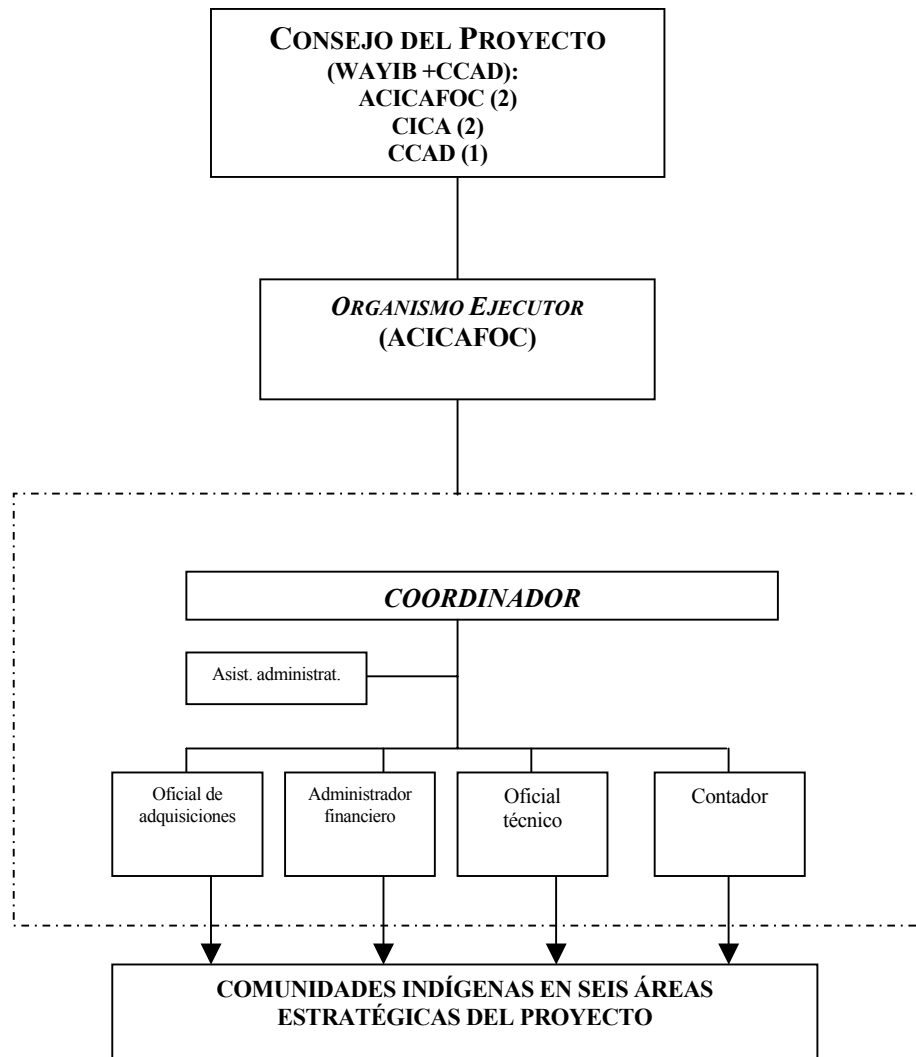 CONSEJO DEL PROYECTO
(WAYIB +CCAD):
ACICAFOC (2)
CICA (2)
CCAD (1)
ORGANISMO EJECUTOR
(ACICAFOC)
COORDINADOR
Asist. administrat.
Oficial de
adquisiciones
Administrador
financiero
Oficial
técnico
Contador
COMUNIDADES INDÍGENAS EN SEIS ÁREAS
ESTRATÉGICAS DEL PROYECTO